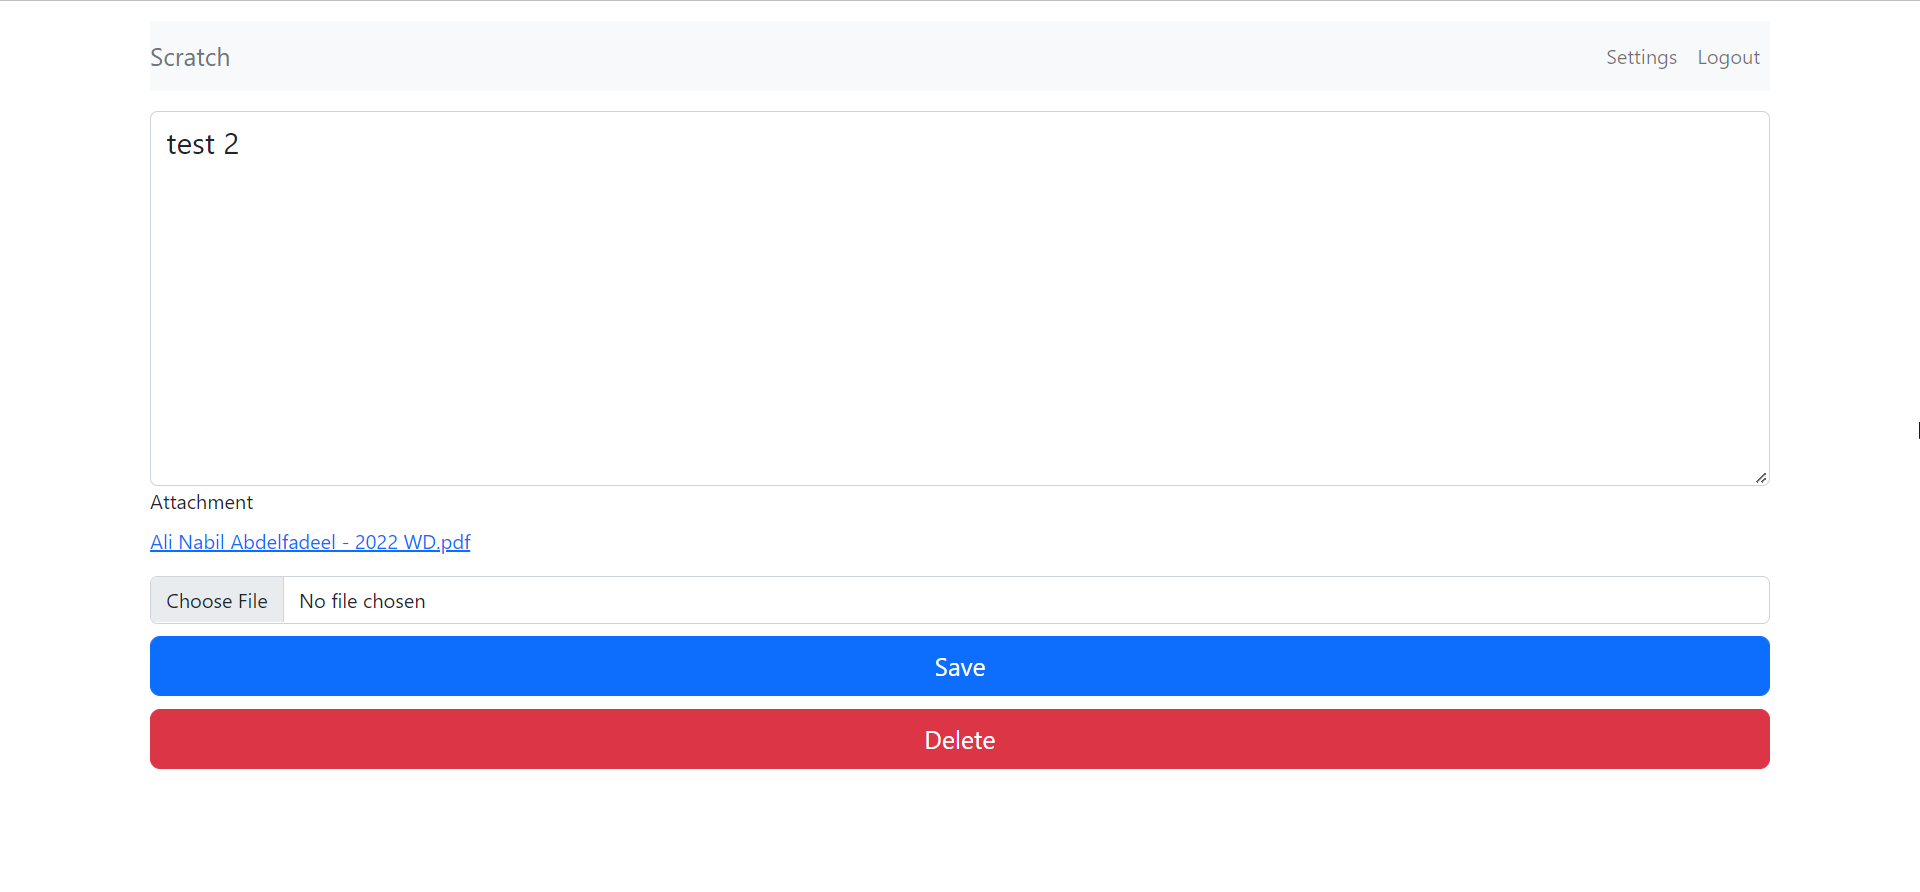 Scratch
Settings Logout
test 2
Attachment
Ali Nabil Abdelfadeel - 2022 WD.pdf
Choose File No file chosen
Save
Delete